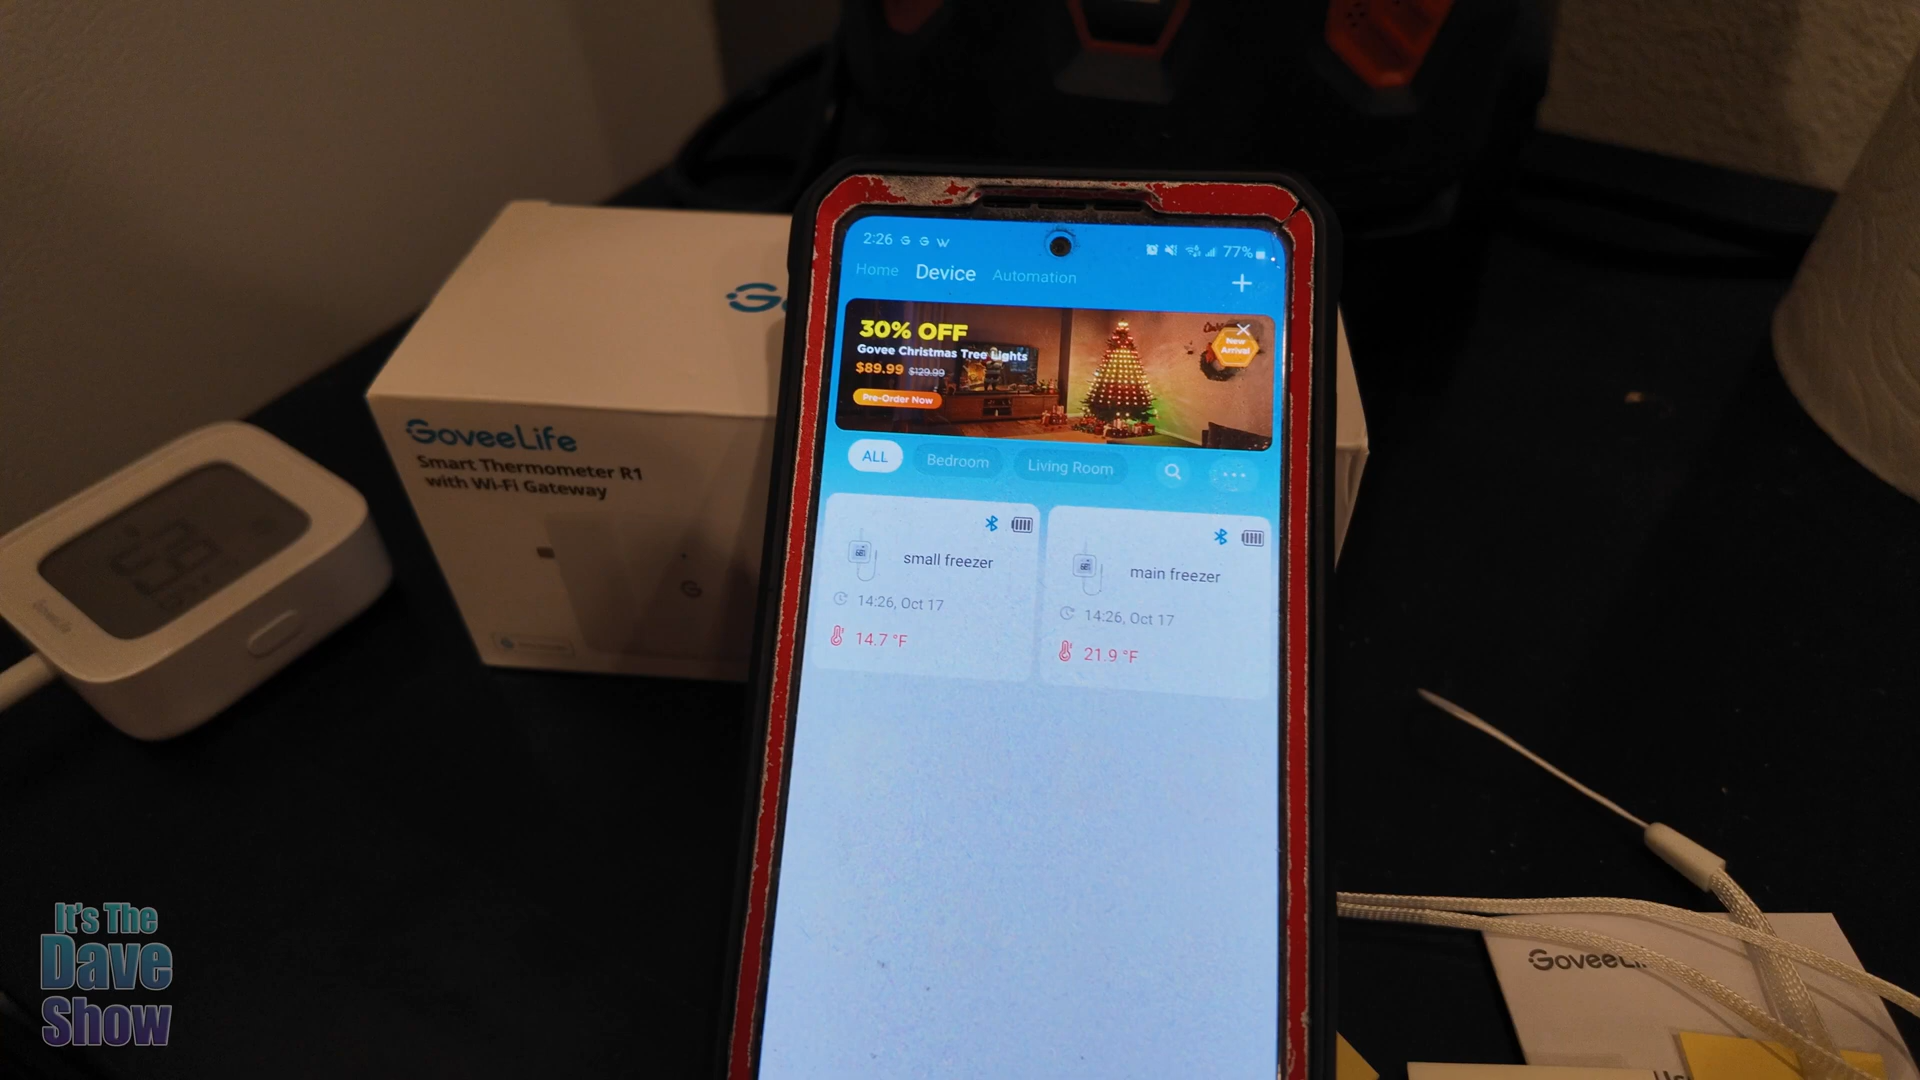 2:26 G G W
77%
Home Device Automation +
30% OFF
Govee Christmas Tree Lights
$89.99 $129.99
Pre-Order Now
New
Arrival
ALL Bedroom Living Room
small freezer
14:26, Oct 17
14.7 °F
main freezer
14:26, Oct 17
21.9 °F
GoveeLife
Smart Thermometer R1
with Wi-Fi Gateway
It's The
Dave
Show